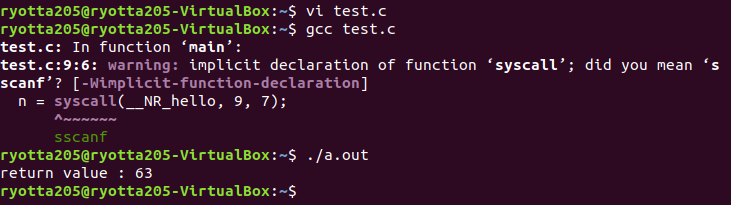 ryotta205@ryotta205-VirtualBox:~$ vi test.c
ryotta205@ryotta205-VirtualBox:~$ gcc test.c
test.c: In function ‘main’:
test.c:9:6: warning: implicit declaration of function ‘syscall’; did you mean ‘s
scanf’? [-Wimplicit-function-declaration]
  n = syscall(__NR_hello, 9, 7);
      ^~~~~~~
      sscanf
ryotta205@ryotta205-VirtualBox:~$ ./a.out
return value : 63
ryotta205@ryotta205-VirtualBox:~$